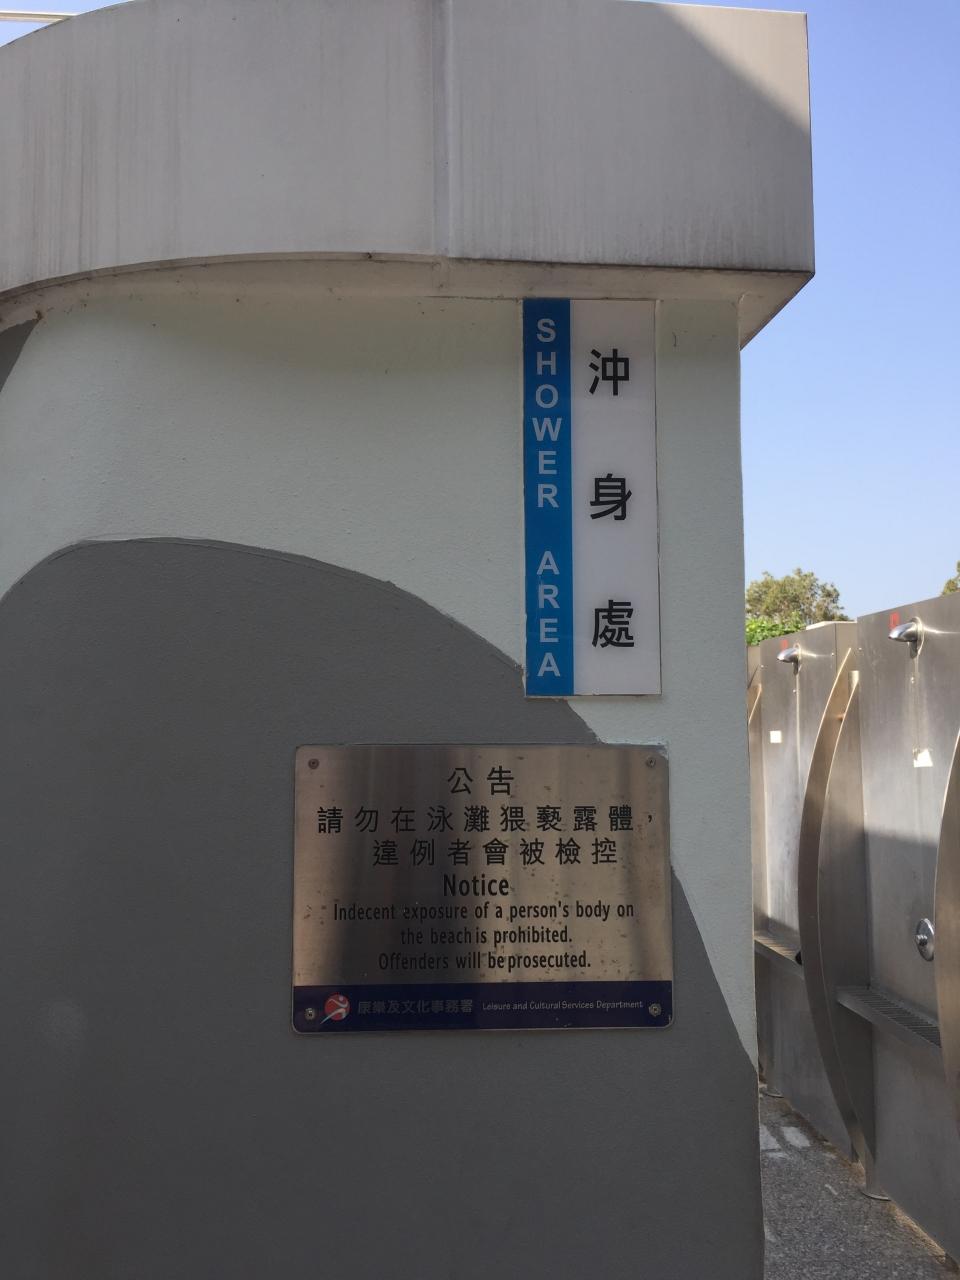 SHOWER AREA
沖身處
公告
請勿在泳灘猥褻露體，
違例者會被檢控
Notice
Indecent exposure of a person's body on
the beach is prohibited.
Offenders will be prosecuted.
康樂及文化事務署 Leisure and Cultural Services Department